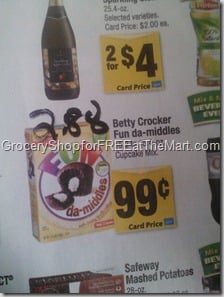 25.4-oz.
Selected varieties.
Card Price: $2.00 ea.
2 for $4
Card Price
2.88
Betty Crocker
Fun da-middles
Cupcake Mix.
GroceryShopforFREEatTheMart.com
FUN
da-middles
99¢
Card Price
Safeway
Mashed Potatoes
28-oz.